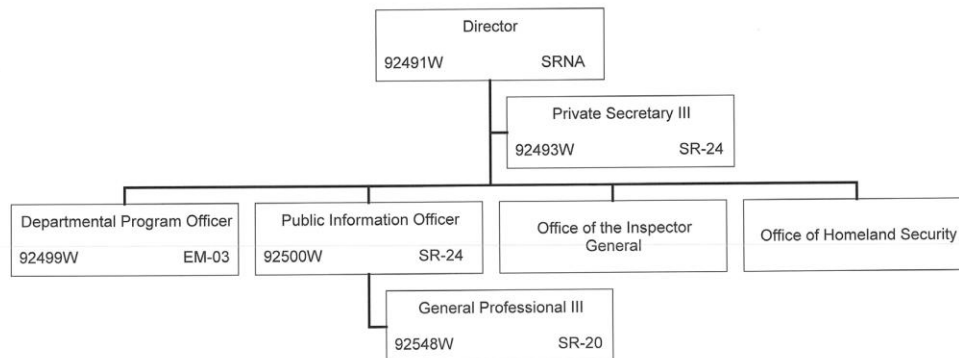 Director
92491W SRNA
Private Secretary III
92493W SR-24
Departmental Program Officer
92499W EM-03
Public Information Officer
92500W SR-24
Office of the Inspector
General
Office of Homeland Security
General Professional III
92548W SR-20